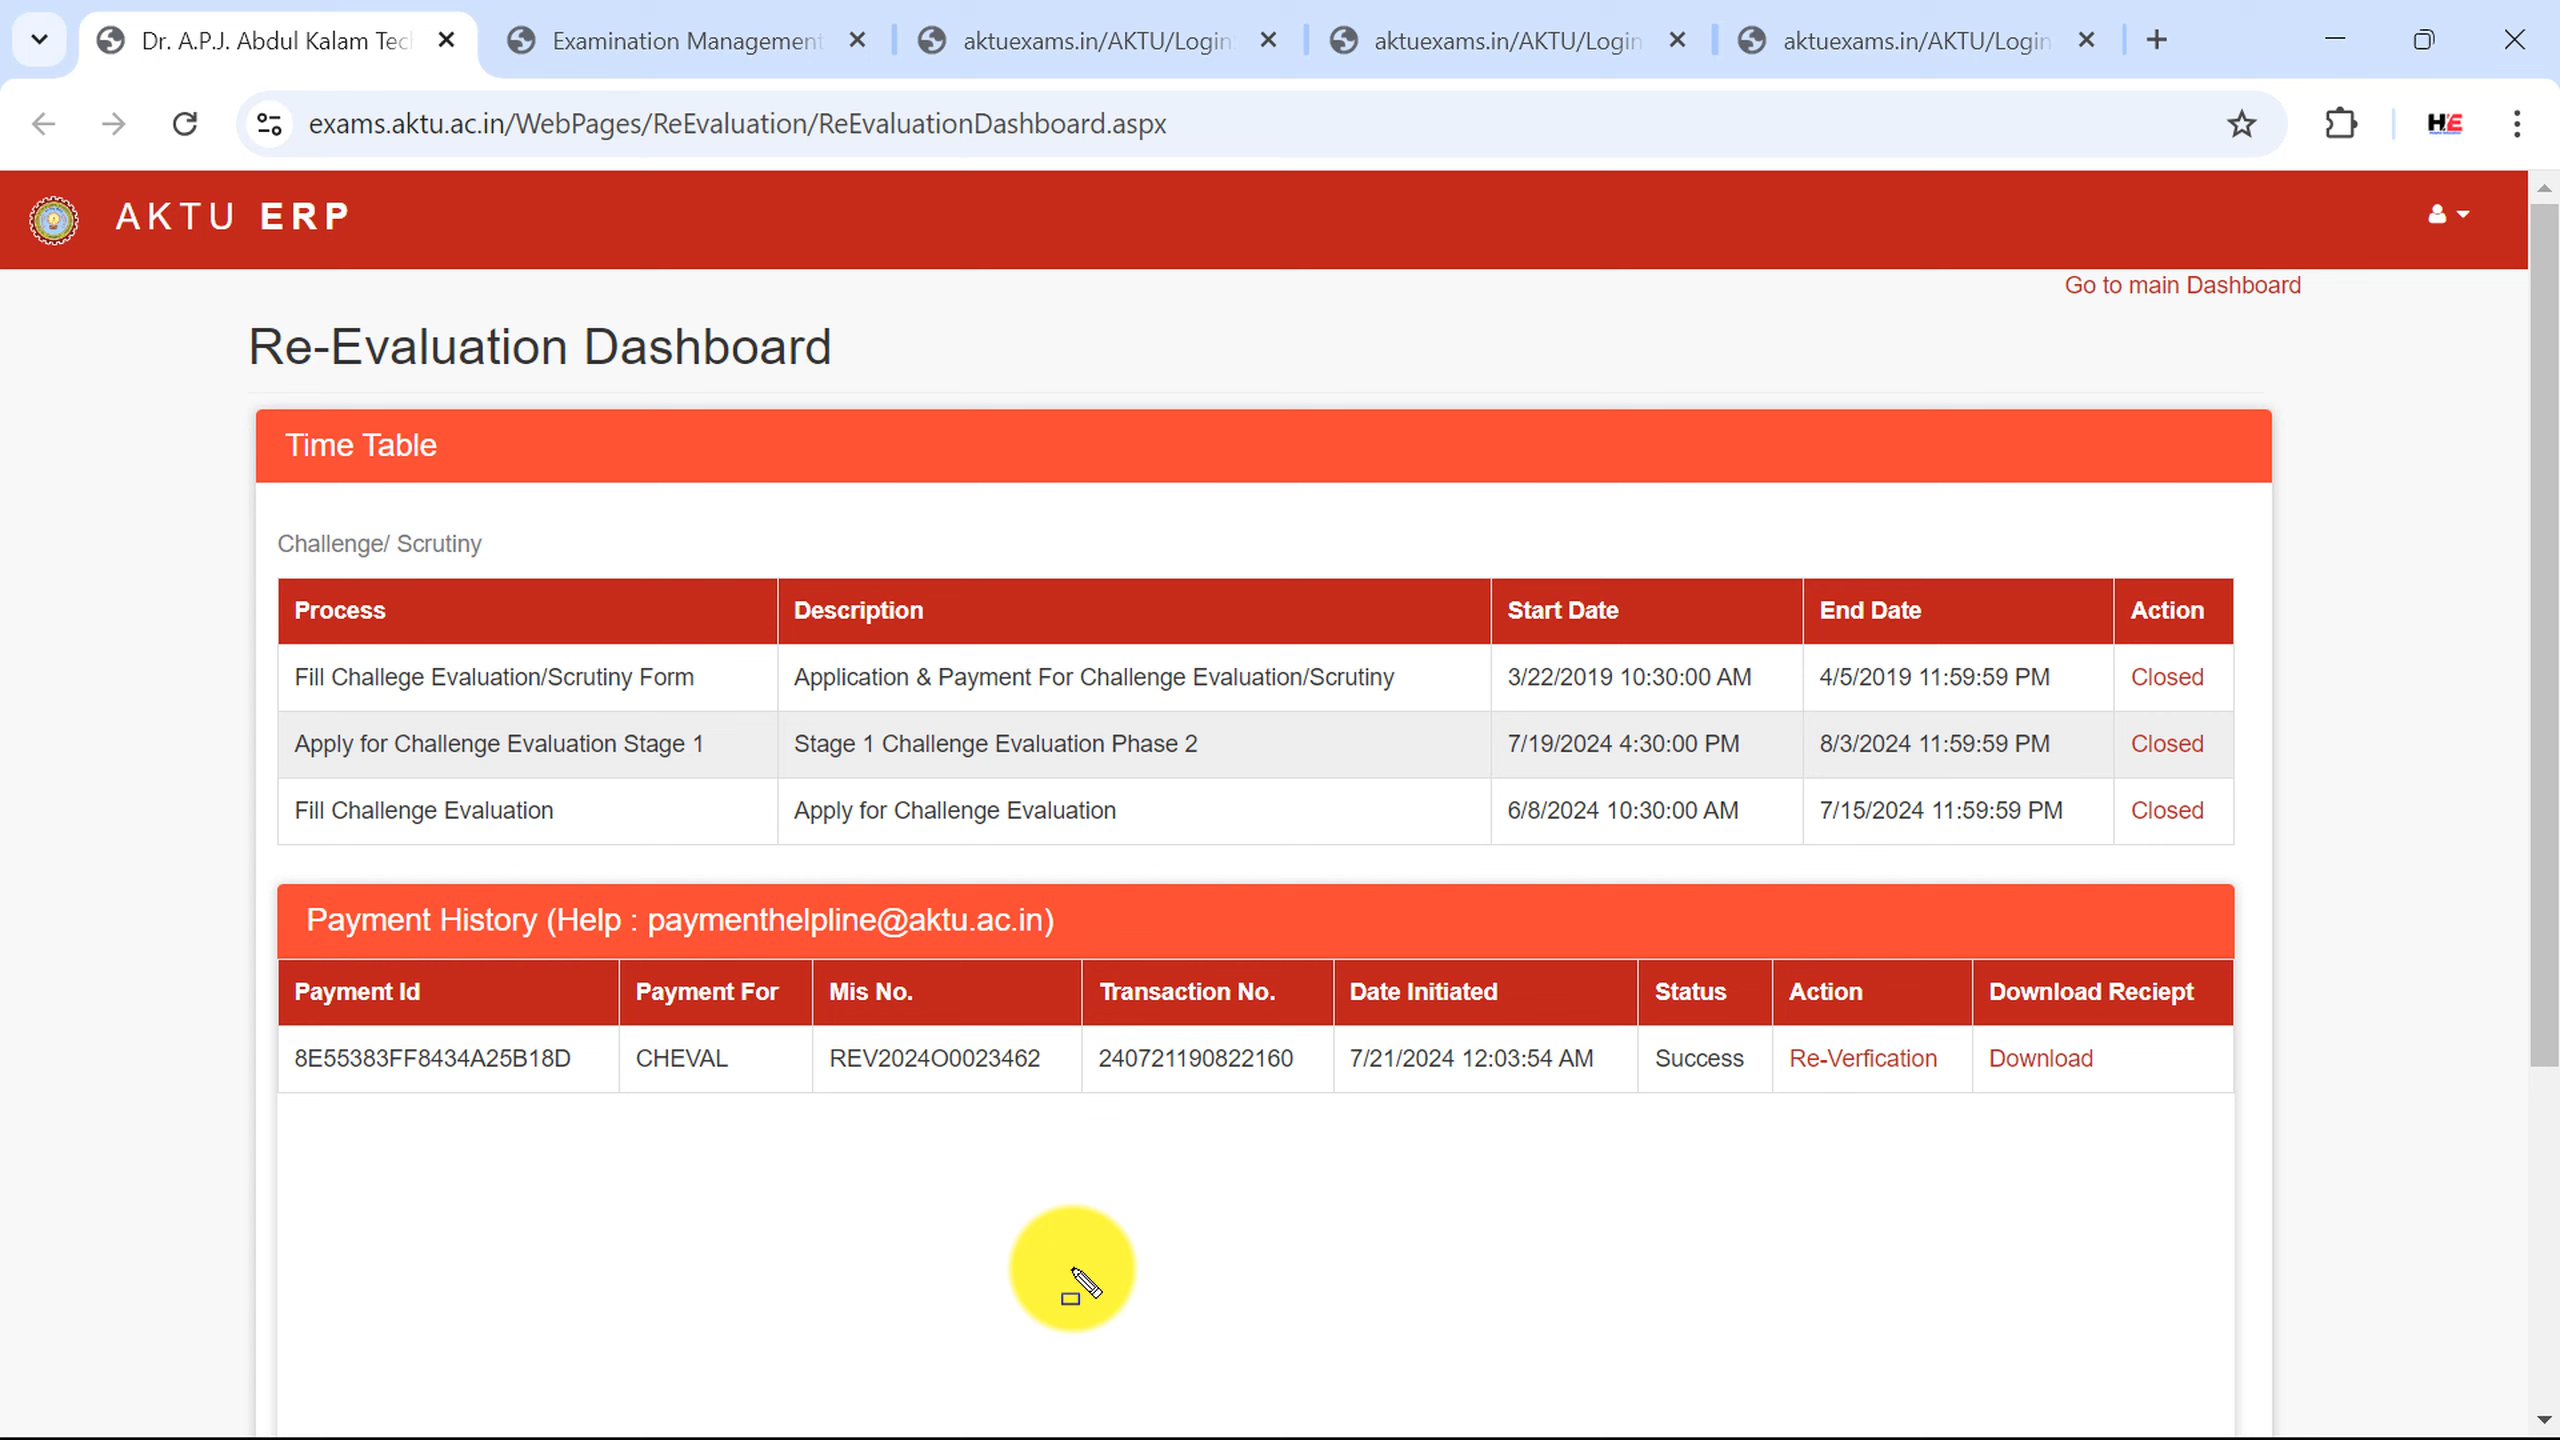 Dr. A.P.J. Abdul Kalam Tec
Examination Management
aktuexams.in/AKTU/Login
aktuexams.in/AKTU/Login
aktuexams.in/AKTU/Login
exams.aktu.ac.in/WebPages/ReEvaluation/ReEvaluationDashboard.aspx
HE
AKTU ERP
Go to main Dashboard
Re-Evaluation Dashboard
Time Table
Challenge/ Scrutiny
Process Description Start Date End Date Action
Fill Challege Evaluation/Scrutiny Form Application & Payment For Challenge Evaluation/Scrutiny 3/22/2019 10:30:00 AM 4/5/2019 11:59:59 PM Closed
Apply for Challenge Evaluation Stage 1 Stage 1 Challenge Evaluation Phase 2 7/19/2024 4:30:00 PM 8/3/2024 11:59:59 PM Closed
Fill Challenge Evaluation Apply for Challenge Evaluation 6/8/2024 10:30:00 AM 7/15/2024 11:59:59 PM Closed
Payment History (Help : paymenthelpline@aktu.ac.in)
Payment Id Payment For Mis No. Transaction No. Date Initiated Status Action Download Reciept
8E55383FF8434A25B18D CHEVAL REV2024O0023462 240721190822160 7/21/2024 12:03:54 AM Success Re-Verfication Download